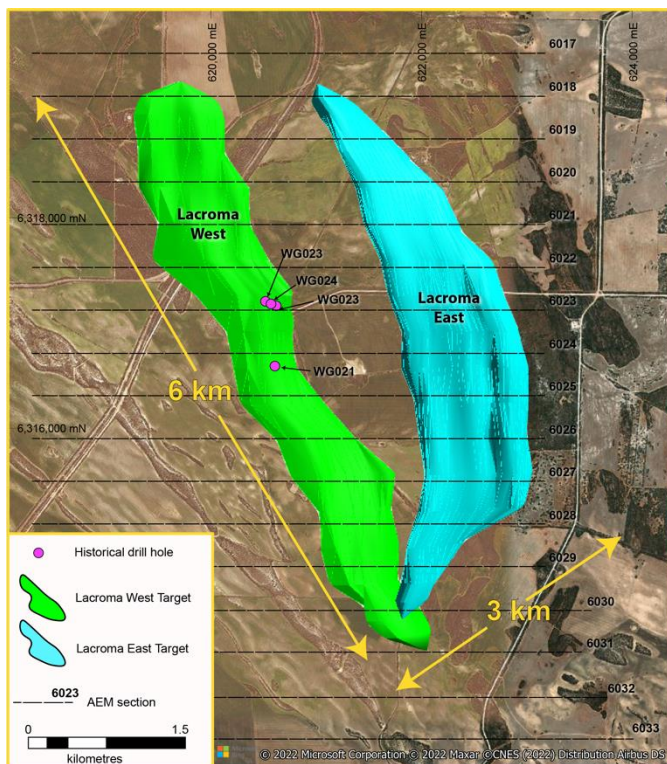 620,000 mE
622,000 mE
624,000 mE
6017
6018
6019
6020
6021
6022
6023
6024
6025
6026
6027
6028
6029
6030
6031
6032
6033
6,318,000 mN
6,316,000 mN
Lacroma
West
Lacroma
East
WG023
WG024
WG023
WG021
6 km
3 km
Historical drill hole
Lacroma West Target
Lacroma East Target
6023
AEM section
0 1.5
kilometres
© 2022 Microsoft Corporation © 2022 Maxar ©CNES (2022) Distribution Airbus DS